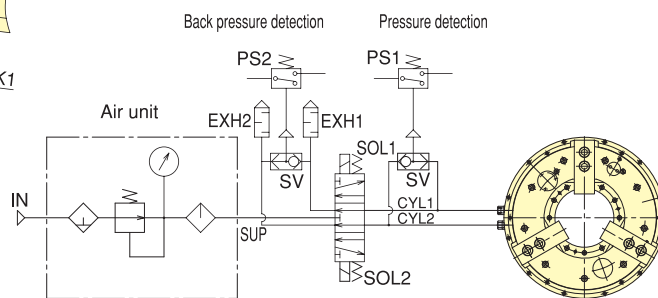 Back pressure detection
Pressure detection
PS2
PS1
K1
Air unit
EXH2
EXH1
SOL1
SV
SV
IN
CYL1
CYL2
SUP
SOL2